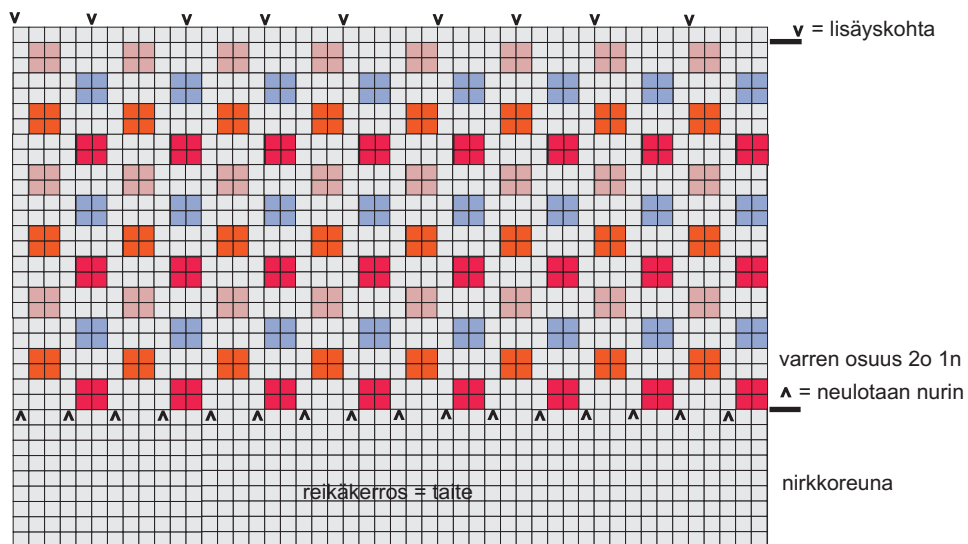 v = lisäyskohta
varren osuus 2o 1n
ʌ = neulotaan nurin
reikäkerros = taite
nirkkoreuna